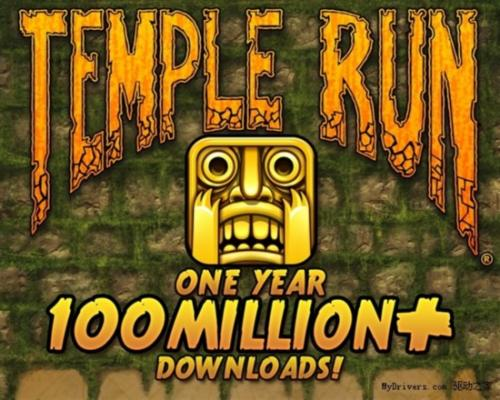 TEMPLE RUN
®
ONE YEAR
100MILLION+
DOWNLOADS!
MyDrivers.com 驱动之家